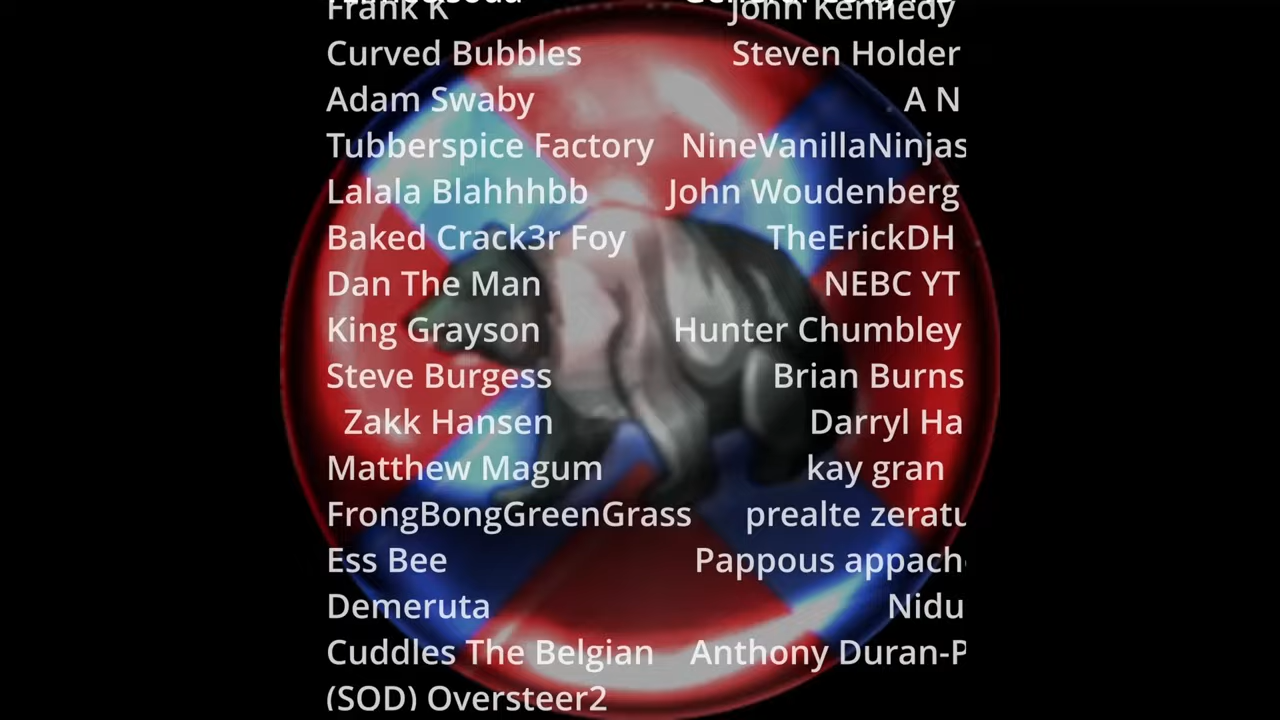 Frank K John Kennedy
Curved Bubbles Steven Holder
Adam Swaby A N
Tubberspice Factory NineVanillaNinjas
Lalala Blahhhbb John Woudenberg
Baked Crack3r Foy TheErickDH
Dan The Man NEBC YT
King Grayson Hunter Chumbley
Steve Burgess Brian Burns
Zakk Hansen Darryl Ha
Matthew Magum kay gran
FrongBongGreenGrass prealte zeratu
Ess Bee Pappous appach
Demeruta Nidu
Cuddles The Belgian Anthony Duran-P
(SOD) Oversteer2